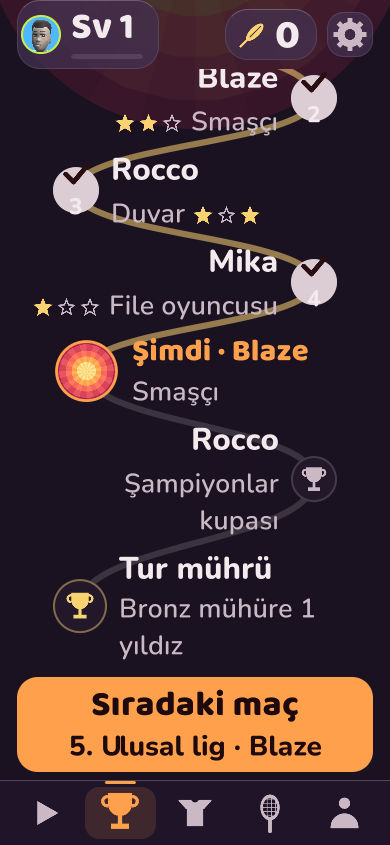 Sv 1
0
Blaze
2
Smaşçı
Rocco
3
Duvar
Mika
4
File oyuncusu
Şimdi · Blaze
Smaşçı
Rocco
Şampiyonlar
kupası
Tur mührü
Bronz mühüre 1
yıldız
Sıradaki maç
5. Ulusal lig · Blaze